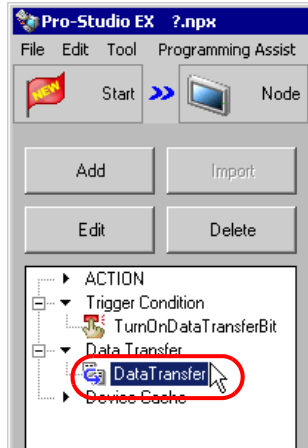 Pro-Studio EX ?.npx
File Edit Tool Programming Assist
NEW Start >> Node
Add Import
Edit Delete
ACTION
Trigger Condition
TurnOnDataTransferBit
Data Transfer
DataTransfer
Device Cache